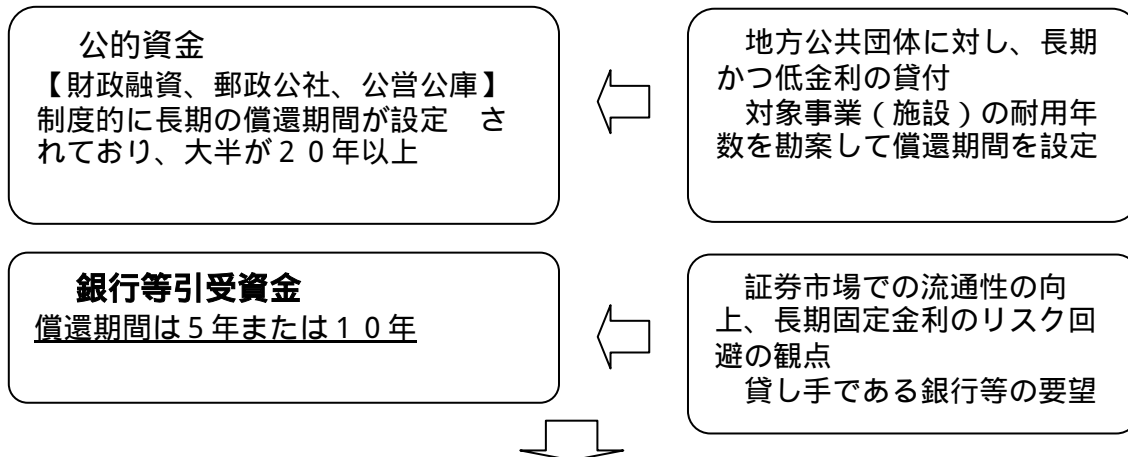 公的資金
【財政融資、郵政公社、公営公庫】
制度的に長期の償還期間が設定　さ
れており、大半が２０年以上
地方公共団体に対し、長期
かつ低金利の貸付
対象事業（施設）の耐用年
数を勘案して償還期間を設定
銀行等引受資金
償還期間は５年または１０年
証券市場での流通性の向
上、長期固定金利のリスク回
避の観点
貸し手である銀行等の要望